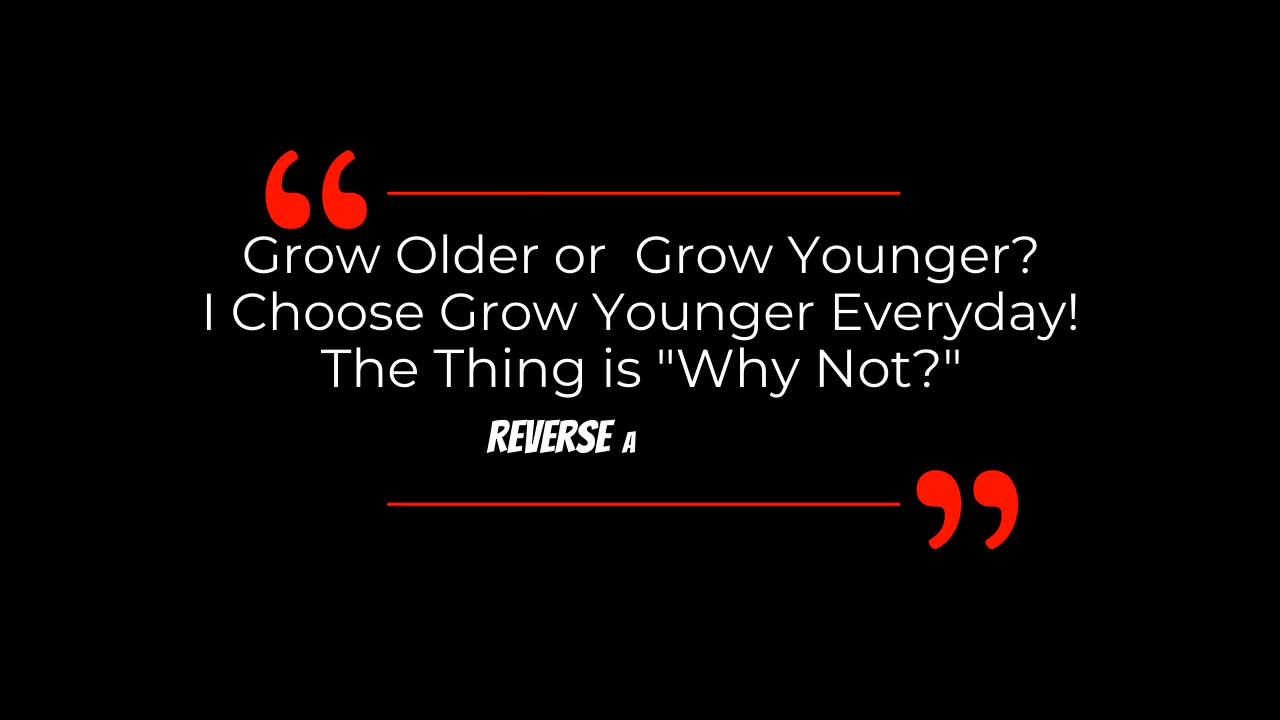 Grow Older or  Grow Younger?
I Choose Grow Younger Everyday!
The Thing is "Why Not?"
REVERSE A